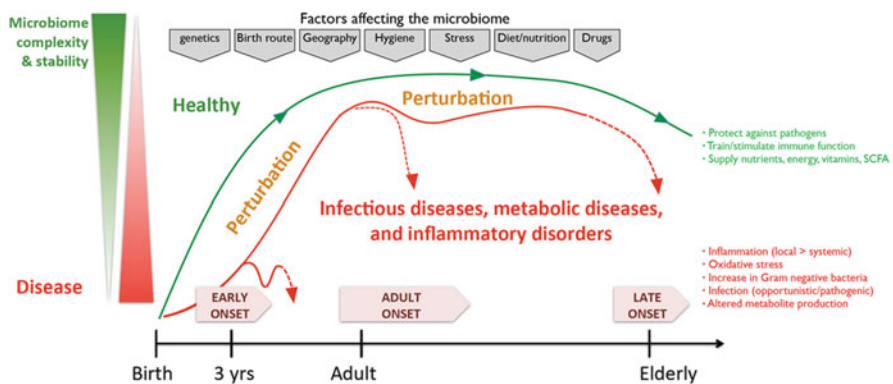 Factors affecting the microbiome
Microbiome
complexity
& stability
genetics
Birth route
Geography
Hygiene
Stress
Diet/nutrition
Drugs
Healthy
Perturbation
Perturbation
• Protect against pathogens
• Train/stimulate immune function
• Supply nutrients, energy, vitamins, SCFA
Infectious diseases, metabolic diseases,
and inflammatory disorders
Disease
• Inflammation (local > systemic)
• Oxidative stress
• Increase in Gram negative bacteria
• Infection (opportunistic/pathogenic)
• Altered metabolite production
EARLY
ONSET
ADULT
ONSET
LATE
ONSET
Birth
3 yrs
Adult
Elderly